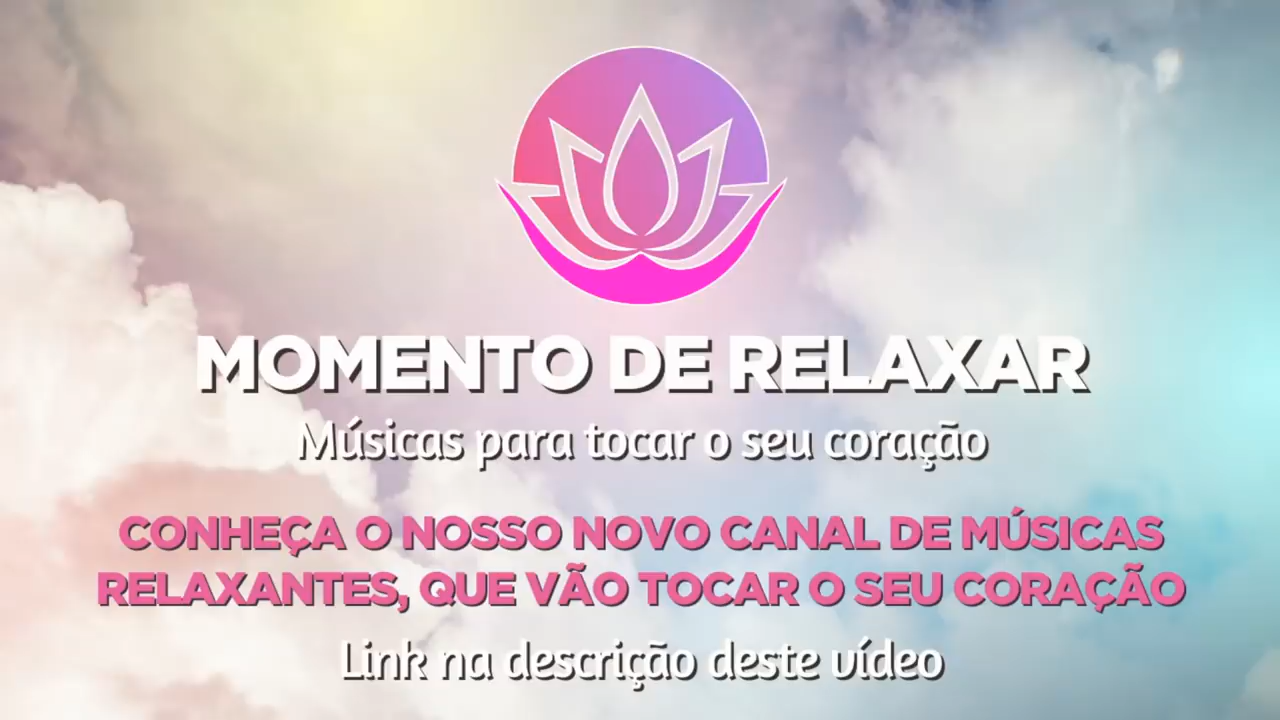 MOMENTO DE RELAXAR
Músicas para tocar o seu coração
CONHEÇA O NOSSO NOVO CANAL DE MÚSICAS
RELAXANTES, QUE VÃO TOCAR O SEU CORAÇÃO
Link na descrição deste vídeo